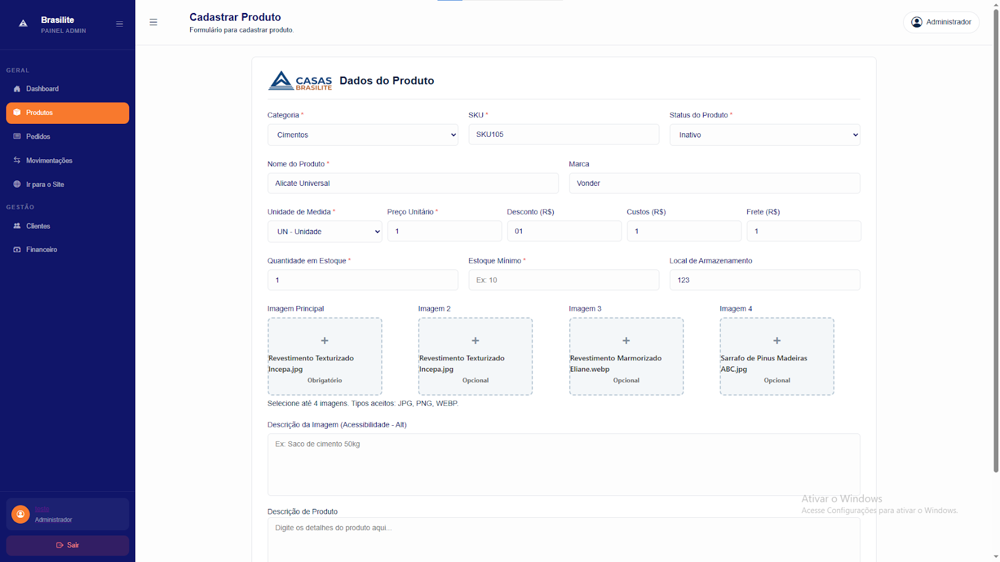 Brasilite
PAINEL ADMIN
Cadastrar Produto
Formulário para cadastrar produto.
Administrador
GERAL
Dashboard
Produtos
Pedidos
Movimentações
Ir para o Site
GESTÃO
Clientes
Financeiro
teste
Administrador
Sair
CASAS
BRASILITE
Dados do Produto
Categoria *
SKU *
Status do Produto *
Cimentos
SKU105
Inativo
Nome do Produto *
Marca
Alicate Universal
Vonder
Unidade de Medida *
Preço Unitário *
Desconto (R$)
Custos (R$)
Frete (R$)
UN - Unidade
1
01
1
1
Quantidade em Estoque *
Estoque Mínimo *
Local de Armazenamento
1
Ex: 10
123
Imagem Principal
Imagem 2
Imagem 3
Imagem 4
+
Revestimento Texturizado
Incepa.jpg
Obrigatório
+
Revestimento Texturizado
Incepa.jpg
Opcional
+
Revestimento Marmorizado
Eliane.webp
Opcional
+
Sarrafo de Pinus Madeiras
ABC.jpg
Opcional
Selecione até 4 imagens. Tipos aceitos: JPG, PNG, WEBP.
Descrição da Imagem (Acessibilidade - Alt)
Ex: Saco de cimento 50kg
Descrição de Produto
Digite os detalhes do produto aqui...
Ativar o Windows
Acesse Configurações para ativar o Windows.